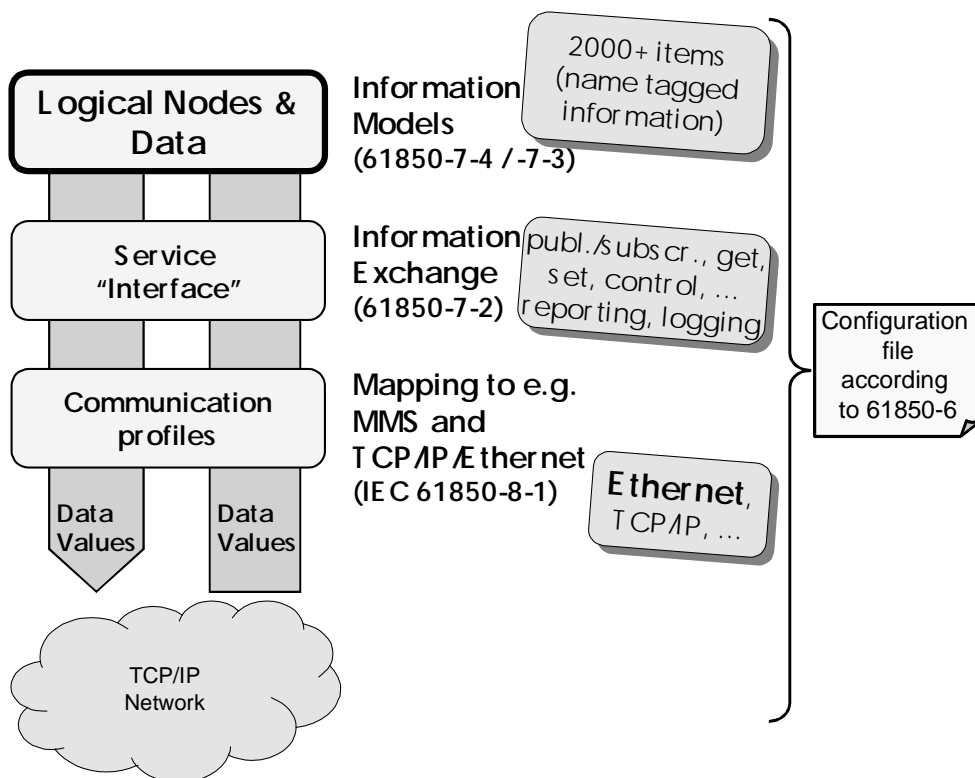 Logical Nodes &
Data
Information
Models
(61850-7-4 / -7-3)
2000+ items
(name tagged
information)
Service
“Interface”
Information
Exchange
(61850-7-2)
publ./subscr., get,
set, control, ...
reporting, logging
Configuration
file
according
to 61850-6
Communication
profiles
Mapping to e.g.
MMS and
TCP/IP/Ethernet
(IEC 61850-8-1)
Ethernet,
TCP/IP, ...
Data
Values
Data
Values
TCP/IP
Network